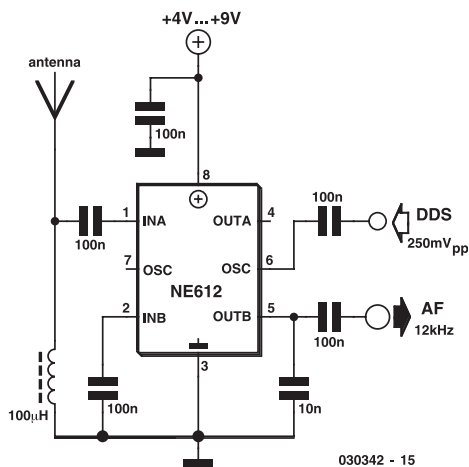 +4V...+9V
antenna
100n
8
100n
1
INA
OUTA
4
100n
DDS
250mVpp
7
OSC
OSC
6
NE612
2
INB
OUTB
5
AF
12kHz
100n
3
100µH
100n
10n
030342 - 15